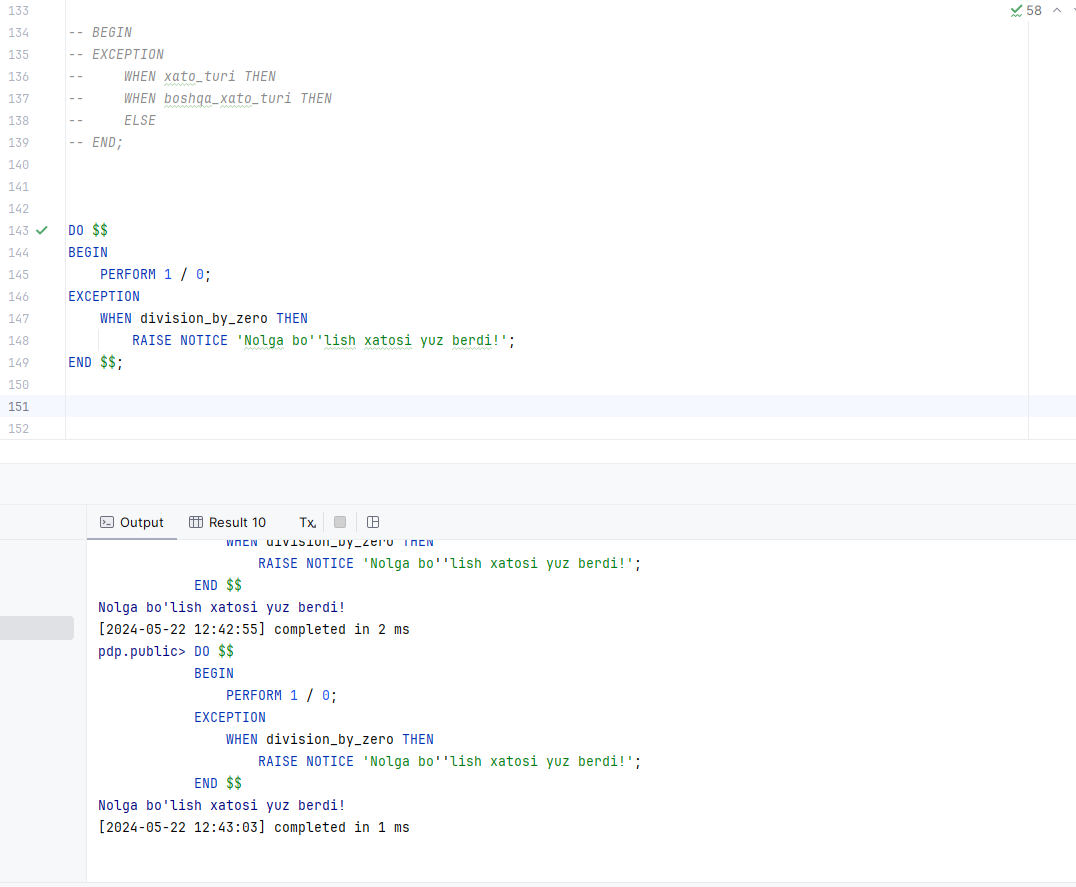 133
58
134 -- BEGIN
135 -- EXCEPTION
136 --     WHEN xato_turi THEN
137 --     WHEN boshqa_xato_turi THEN
138 --     ELSE
139 -- END;
140
141
142
143 DO $$
144 BEGIN
145     PERFORM 1 / 0;
146 EXCEPTION
147     WHEN division_by_zero THEN
148         RAISE NOTICE 'Nolga bo''lish xatosi yuz berdi!';
149 END $$;
150
151
152
Output Result 10 Tx
WHEN division_by_zero THEN
RAISE NOTICE 'Nolga bo''lish xatosi yuz berdi!';
END $$
Nolga bo'lish xatosi yuz berdi!
[2024-05-22 12:42:55] completed in 2 ms
pdp.public> DO $$
BEGIN
PERFORM 1 / 0;
EXCEPTION
WHEN division_by_zero THEN
RAISE NOTICE 'Nolga bo''lish xatosi yuz berdi!';
END $$
Nolga bo'lish xatosi yuz berdi!
[2024-05-22 12:43:03] completed in 1 ms